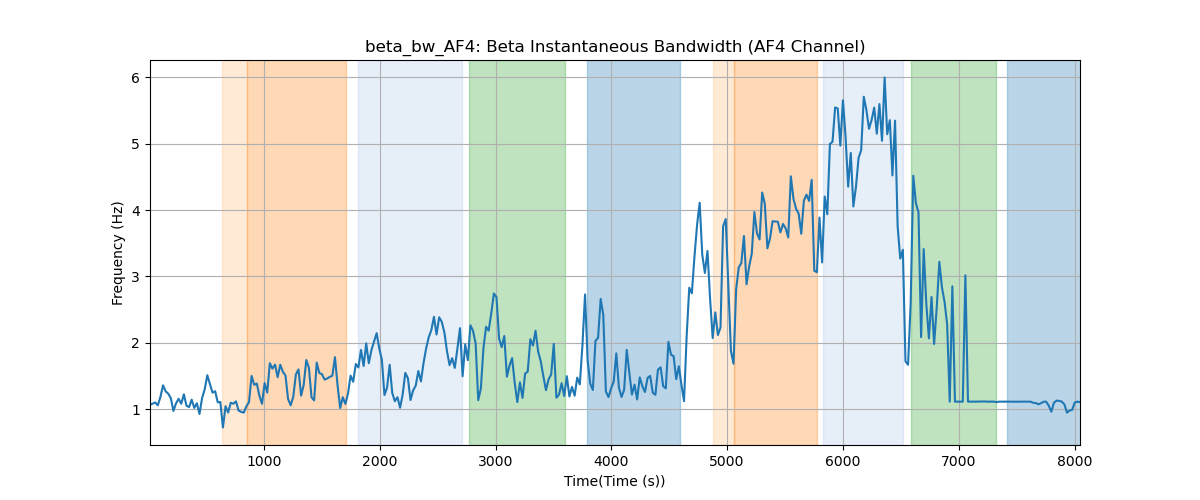 beta_bw_AF4: Beta Instantaneous Bandwidth (AF4 Channel)
Frequency (Hz)
6
5
4
3
2
1
1000 2000 3000 4000 5000 6000 7000 8000
Time(Time (s))